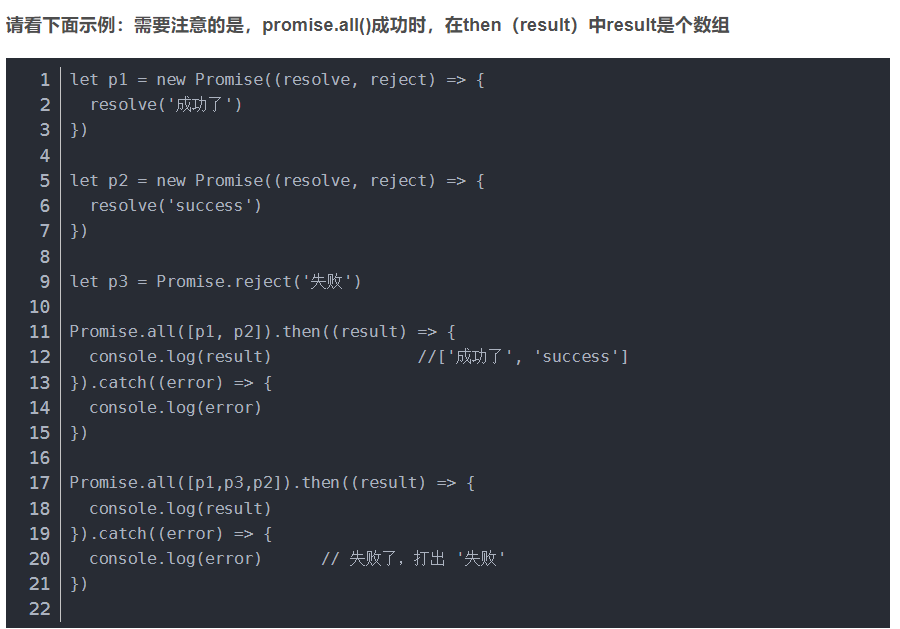 请看下面示例：需要注意的是，promise.all()成功时，在then（result）中result是个数组
1 let p1 = new Promise((resolve, reject) => {
2   resolve('成功了')
3 })
4
5 let p2 = new Promise((resolve, reject) => {
6   resolve('success')
7 })
8
9 let p3 = Promise.reject('失败')
10
11 Promise.all([p1, p2]).then((result) => {
12   console.log(result)               //['成功了', 'success']
13 }).catch((error) => {
14   console.log(error)
15 })
16
17 Promise.all([p1,p3,p2]).then((result) => {
18   console.log(result)
19 }).catch((error) => {
20   console.log(error)      // 失败了，打出 '失败'
21 })
22